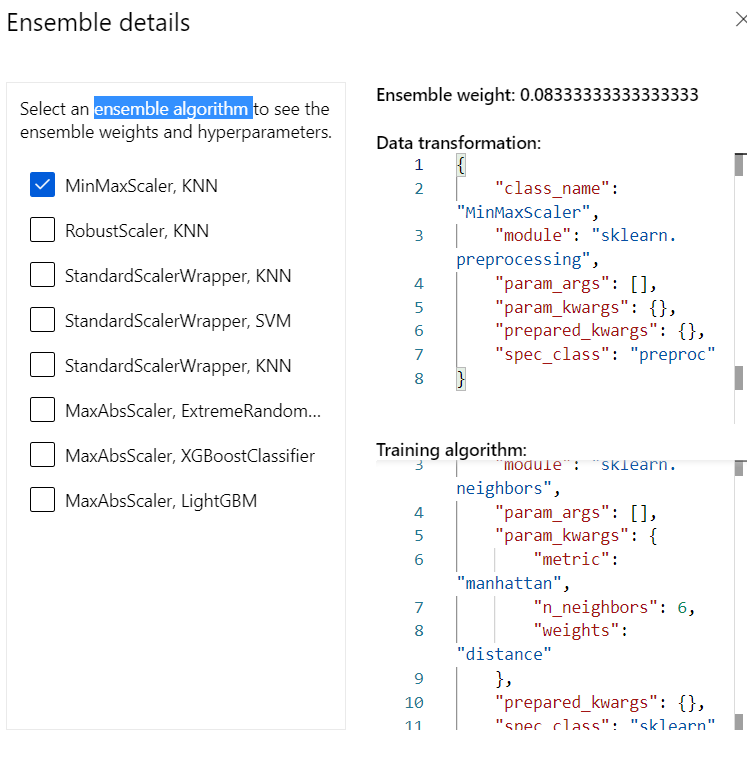 Ensemble details
Select an ensemble algorithm to see the
ensemble weights and hyperparameters.
MinMaxScaler, KNN
RobustScaler, KNN
StandardScalerWrapper, KNN
StandardScalerWrapper, SVM
StandardScalerWrapper, KNN
MaxAbsScaler, ExtremeRandom...
MaxAbsScaler, XGBoostClassifier
MaxAbsScaler, LightGBM
Ensemble weight: 0.08333333333333333
Data transformation:
1 {
2 "class_name":
"MinMaxScaler",
3 "module": "sklearn.
preprocessing",
4 "param_args": [],
5 "param_kwargs": {},
6 "prepared_kwargs": {},
7 "spec_class": "preproc"
8 }
Training algorithm:
3 "module": "sklearn.
neighbors",
4 "param_args": [],
5 "param_kwargs": {
6 "metric":
"manhattan",
7 "n_neighbors": 6,
8 "weights":
"distance"
9 },
10 "prepared_kwargs": {},
11 "spec_class": "sklearn"